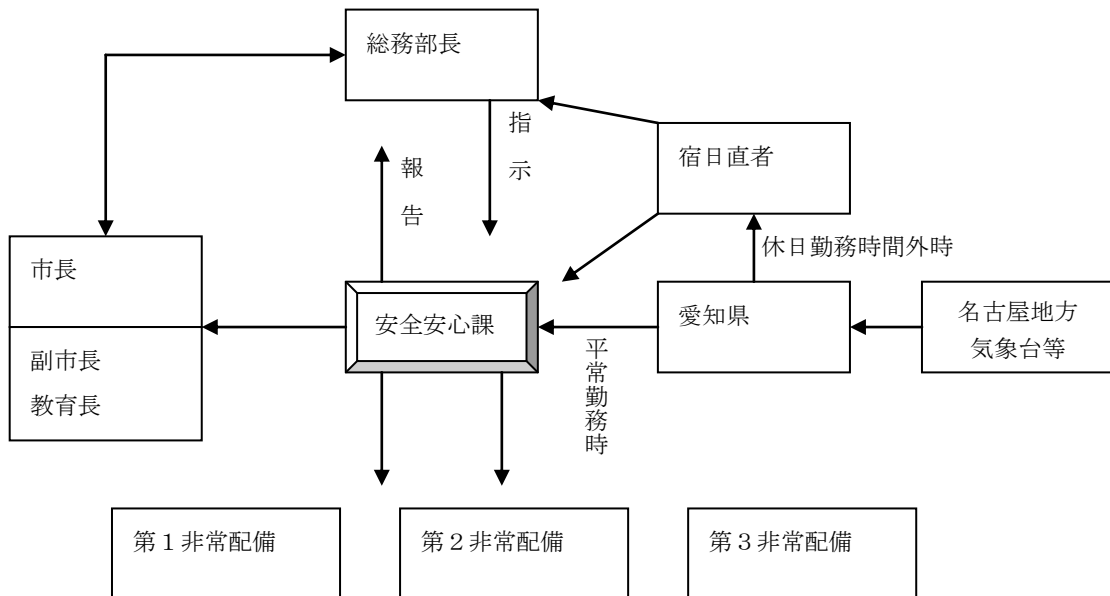 総務部長
指示
報告
宿日直者
休日勤務時間外時
市長
副市長
教育長
安全安心課
平常勤務時
愛知県
名古屋地方
気象台等
第１非常配備
第２非常配備
第３非常配備